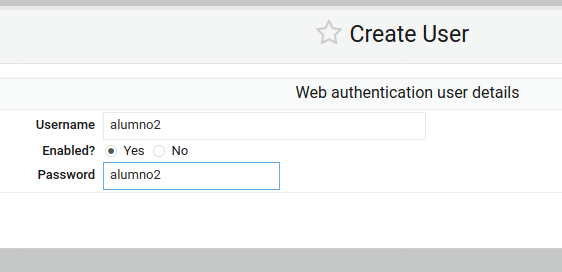 Create User
Web authentication user details
Username alumno2
Enabled? Yes No
Password alumno2